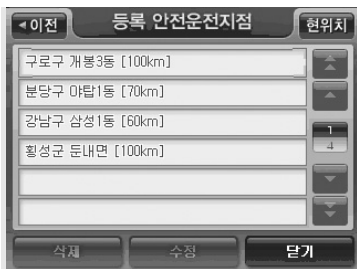 ◂이전 등록 안전운전지점 현위치
구로구 개봉3동 [100km]
분당구 야탑1동 [70km]
강남구 삼성1동 [60km]
횡성군 둔내면 [100km]
1
4
삭제 수정 닫기